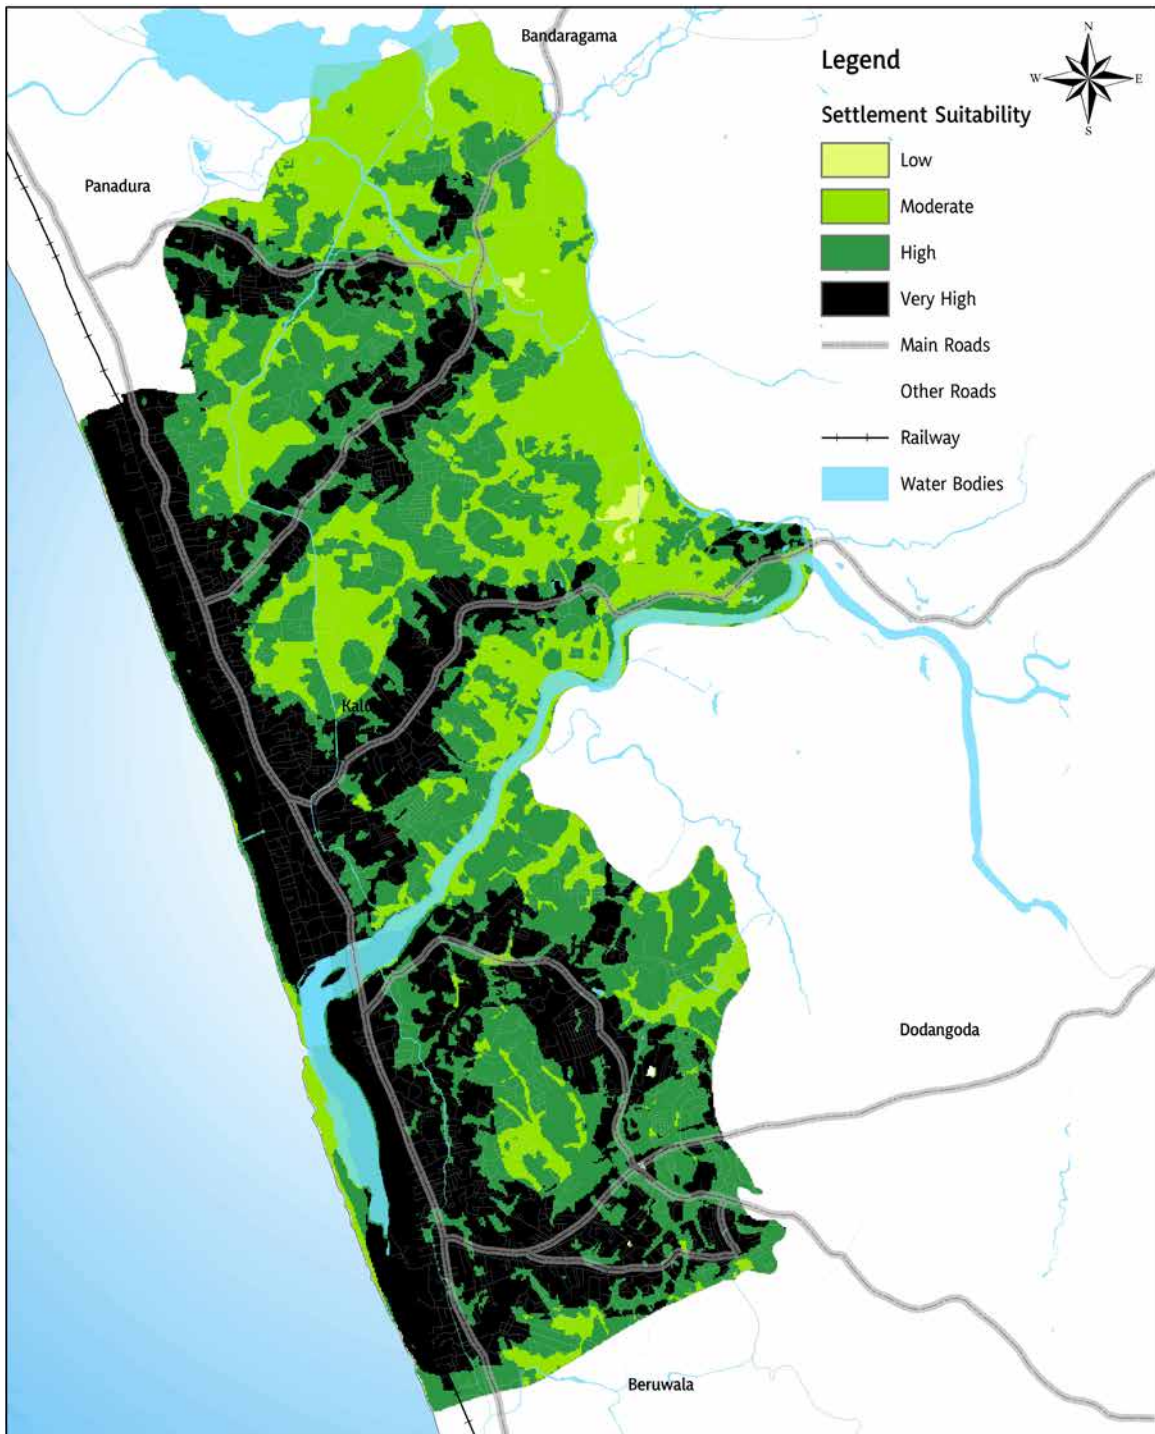 Bandaragama
Legend
N
W
E
S
Settlement Suitability
Low
Panadura
Moderate
High
Very High
Main Roads
Other Roads
Railway
Water Bodies
Dodangoda
Beruwala